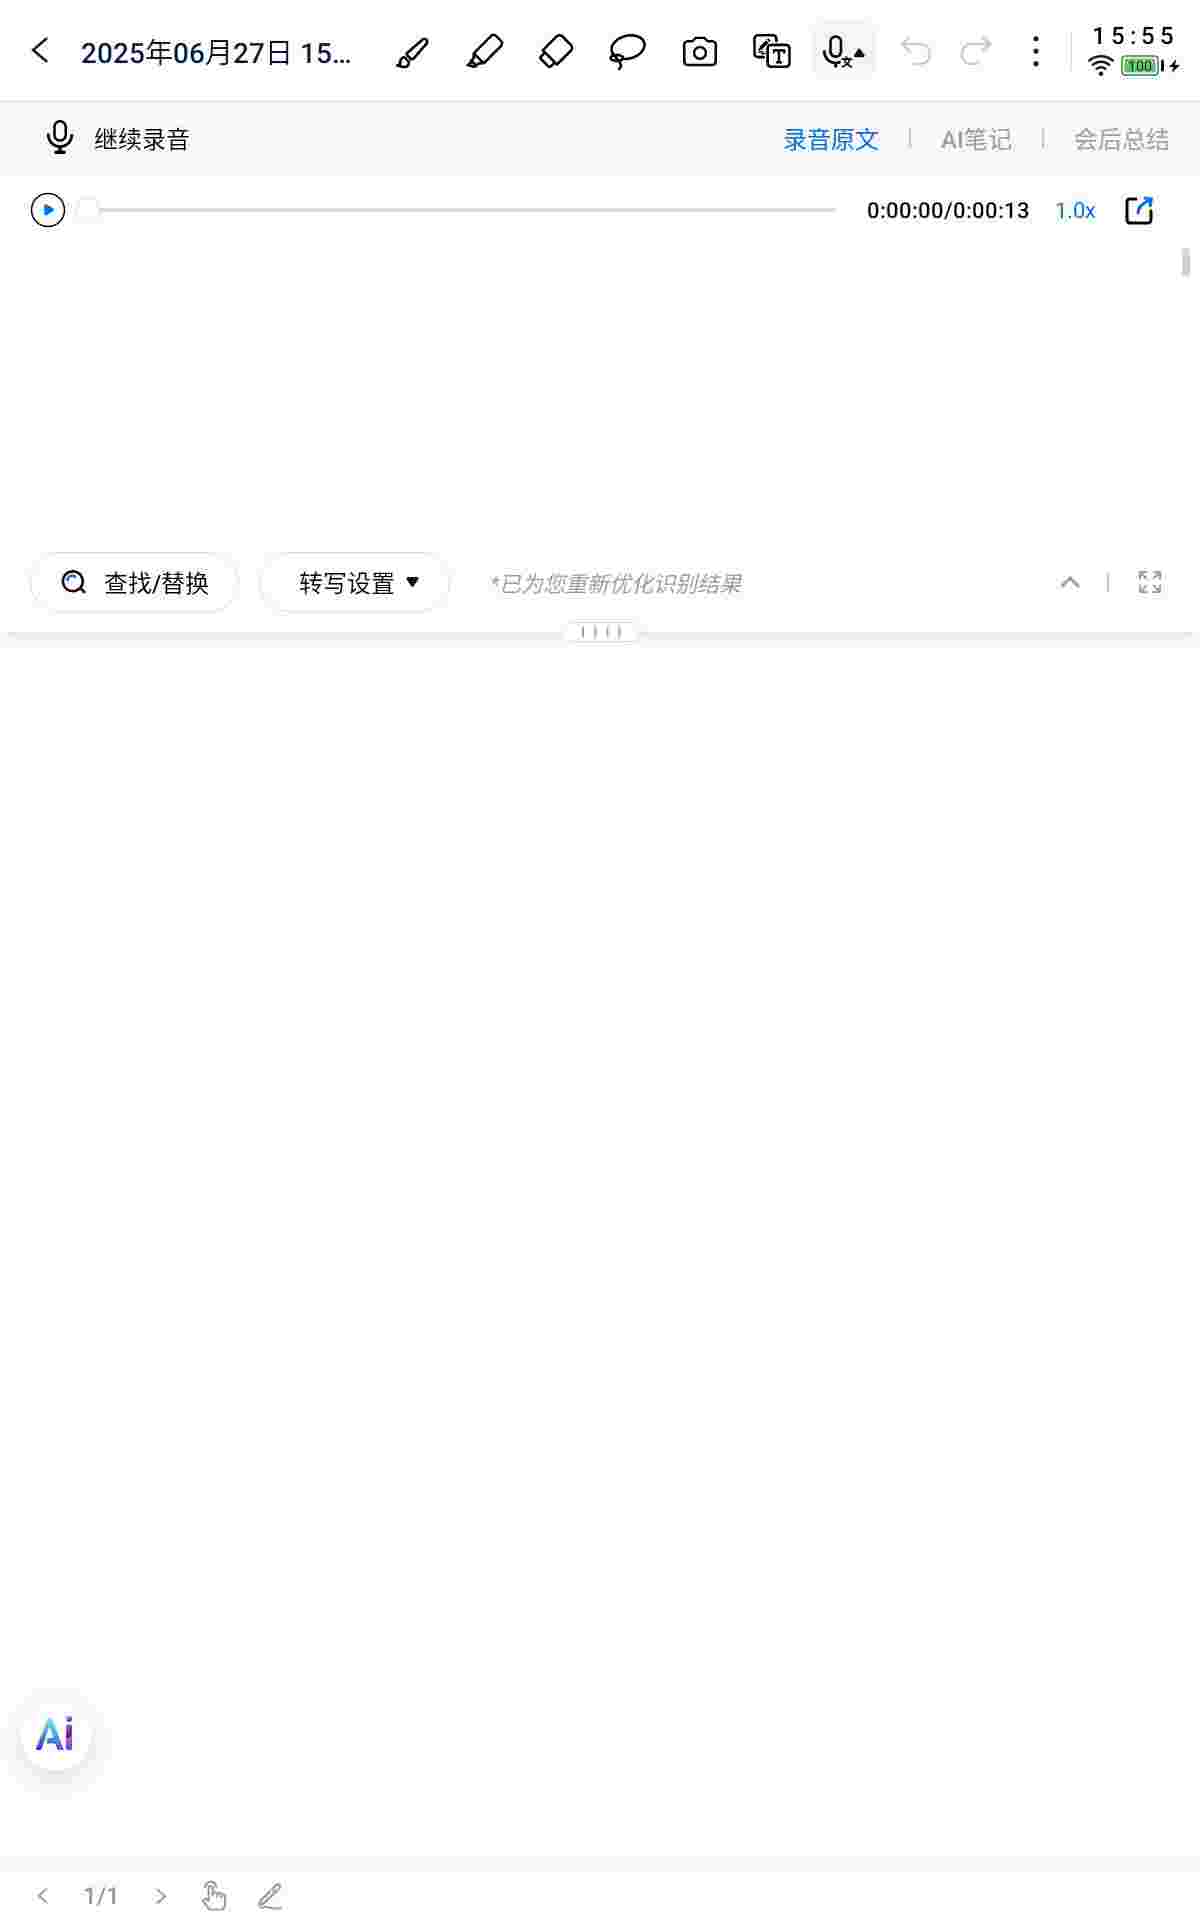 2025年06月27日 15...
15:55
100
继续录音
录音原文
AI笔记
会后总结
0:00:00/0:00:13
1.0x
查找/替换
转写设置
*已为您重新优化识别结果
Ai
1/1